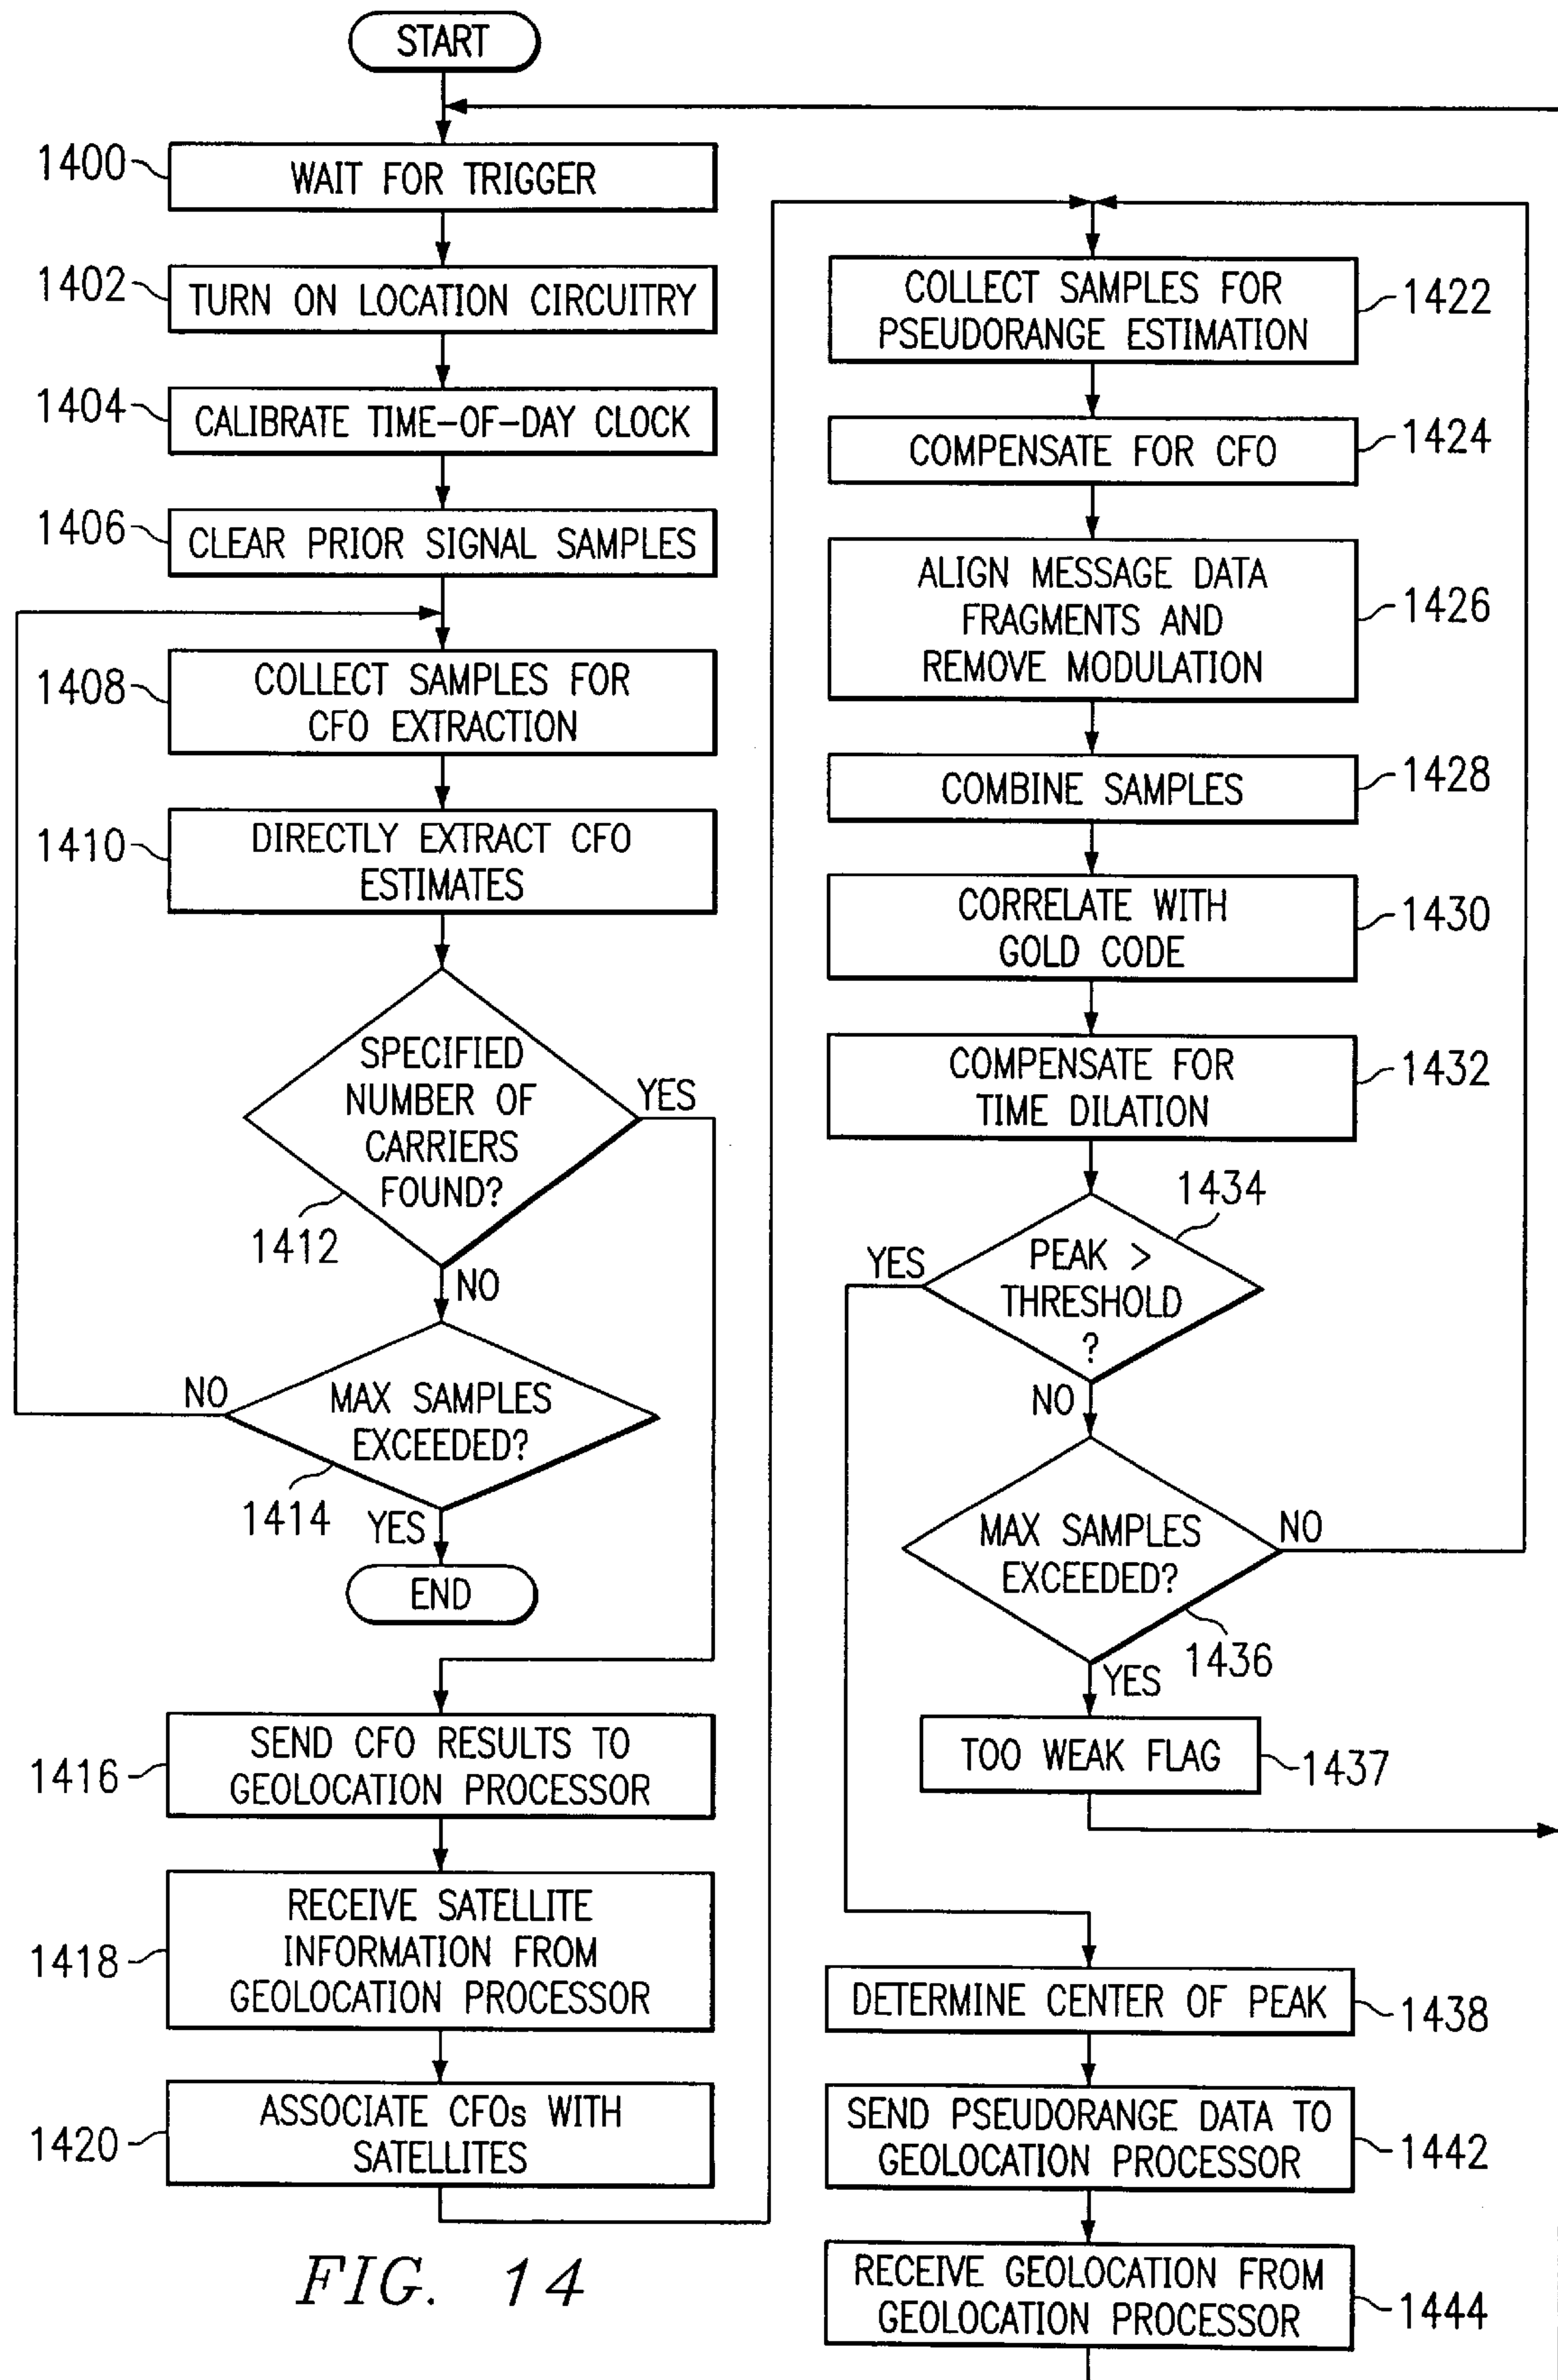 START
1400
WAIT FOR TRIGGER
1402
TURN ON LOCATION CIRCUITRY
1404
CALIBRATE TIME-OF-DAY CLOCK
1406
CLEAR PRIOR SIGNAL SAMPLES
1408
COLLECT SAMPLES FOR
CFO EXTRACTION
1410
DIRECTLY EXTRACT CFO
ESTIMATES
SPECIFIED
NUMBER OF
CARRIERS
FOUND?
YES
1412
NO
MAX SAMPLES
EXCEEDED?
NO
1414
YES
END
1416
SEND CFO RESULTS TO
GEOLOCATION PROCESSOR
1418
RECEIVE SATELLITE
INFORMATION FROM
GEOLOCATION PROCESSOR
1420
ASSOCIATE CFOs WITH
SATELLITES
COLLECT SAMPLES FOR
PSEUDORANGE ESTIMATION
1422
COMPENSATE FOR CFO
1424
ALIGN MESSAGE DATA
FRAGMENTS AND
REMOVE MODULATION
1426
COMBINE SAMPLES
1428
CORRELATE WITH
GOLD CODE
1430
COMPENSATE FOR
TIME DILATION
1432
1434
YES
PEAK >
THRESHOLD
?
NO
MAX SAMPLES
EXCEEDED?
NO
1436
YES
TOO WEAK FLAG
1437
DETERMINE CENTER OF PEAK
1438
SEND PSEUDORANGE DATA TO
GEOLOCATION PROCESSOR
1442
RECEIVE GEOLOCATION FROM
GEOLOCATION PROCESSOR
1444
FIG. 14